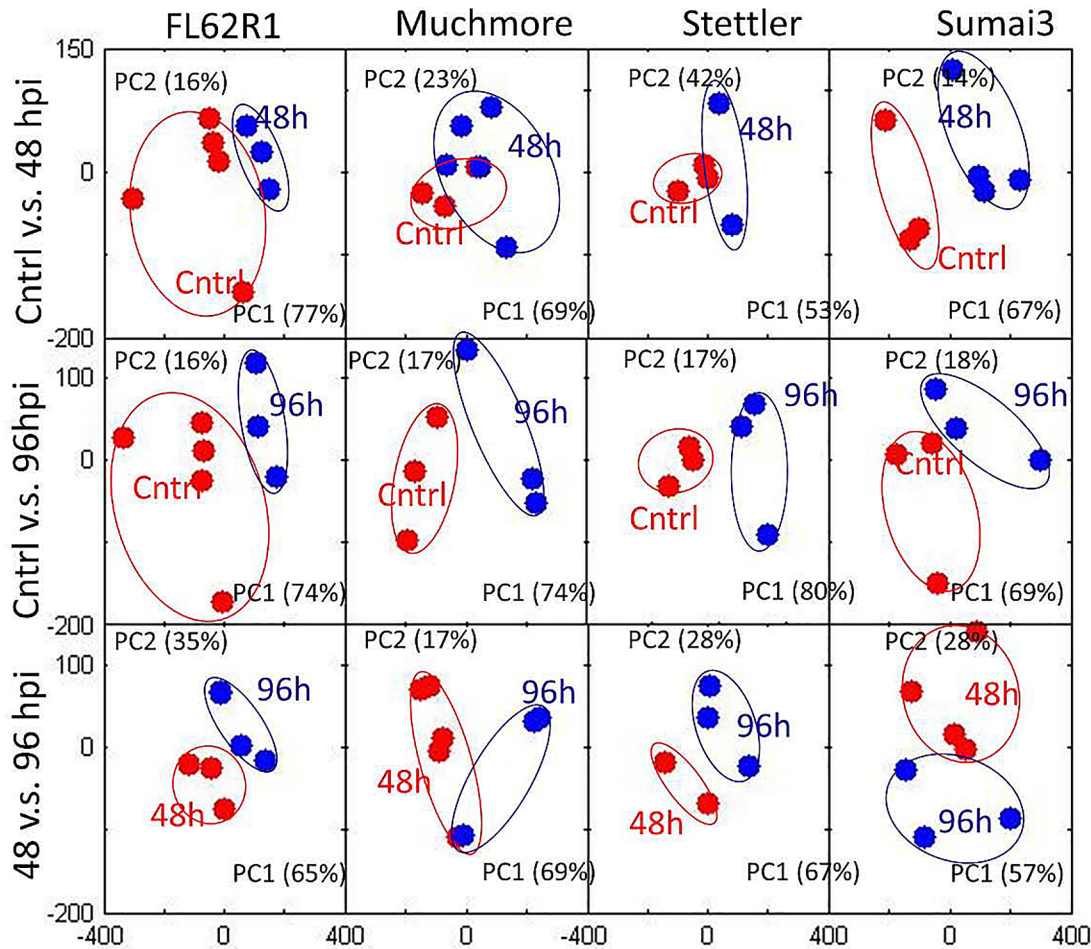 FL62R1 Muchmore Stettler Sumai3
Cntrl v.s. 48 hpi
150
0
-200
PC2 (16%)
48h
Cntrl
PC1 (77%)
PC2 (23%)
48h
Cntrl
PC1 (69%)
PC2 (42%)
48h
Cntrl
PC1 (53%)
PC2 (14%)
48h
Cntrl
PC1 (67%)
Cntrl v.s. 96hpi
100
0
-200
PC2 (16%)
96h
Cntrl
PC1 (74%)
PC2 (17%)
96h
Cntrl
PC1 (74%)
PC2 (17%)
96h
Cntrl
PC1 (80%)
PC2 (18%)
96h
Cntrl
PC1 (69%)
48 v.s. 96 hpi
100
0
-200
PC2 (35%)
96h
48h
PC1 (65%)
PC2 (17%)
96h
48h
PC1 (69%)
PC2 (28%)
96h
48h
PC1 (67%)
PC2 (28%)
48h
96h
PC1 (57%)
-400 0 -400 0 -400 0 -400 0 400